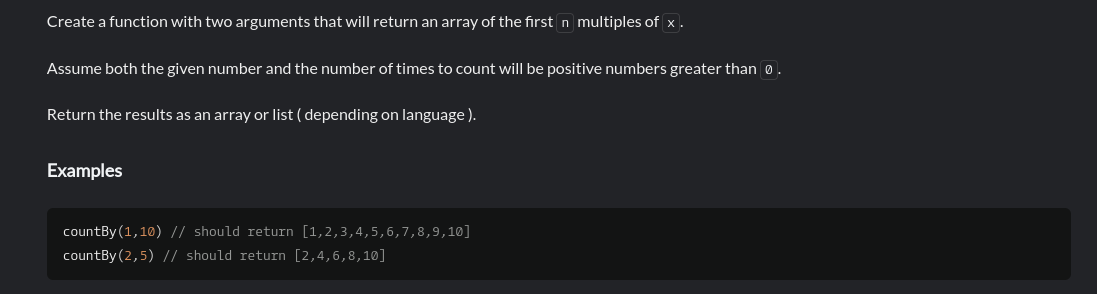 Create a function with two arguments that will return an array of the first n multiples of x.
Assume both the given number and the number of times to count will be positive numbers greater than 0.
Return the results as an array or list ( depending on language ).
Examples
countBy(1,10) // should return [1,2,3,4,5,6,7,8,9,10]
countBy(2,5) // should return [2,4,6,8,10]